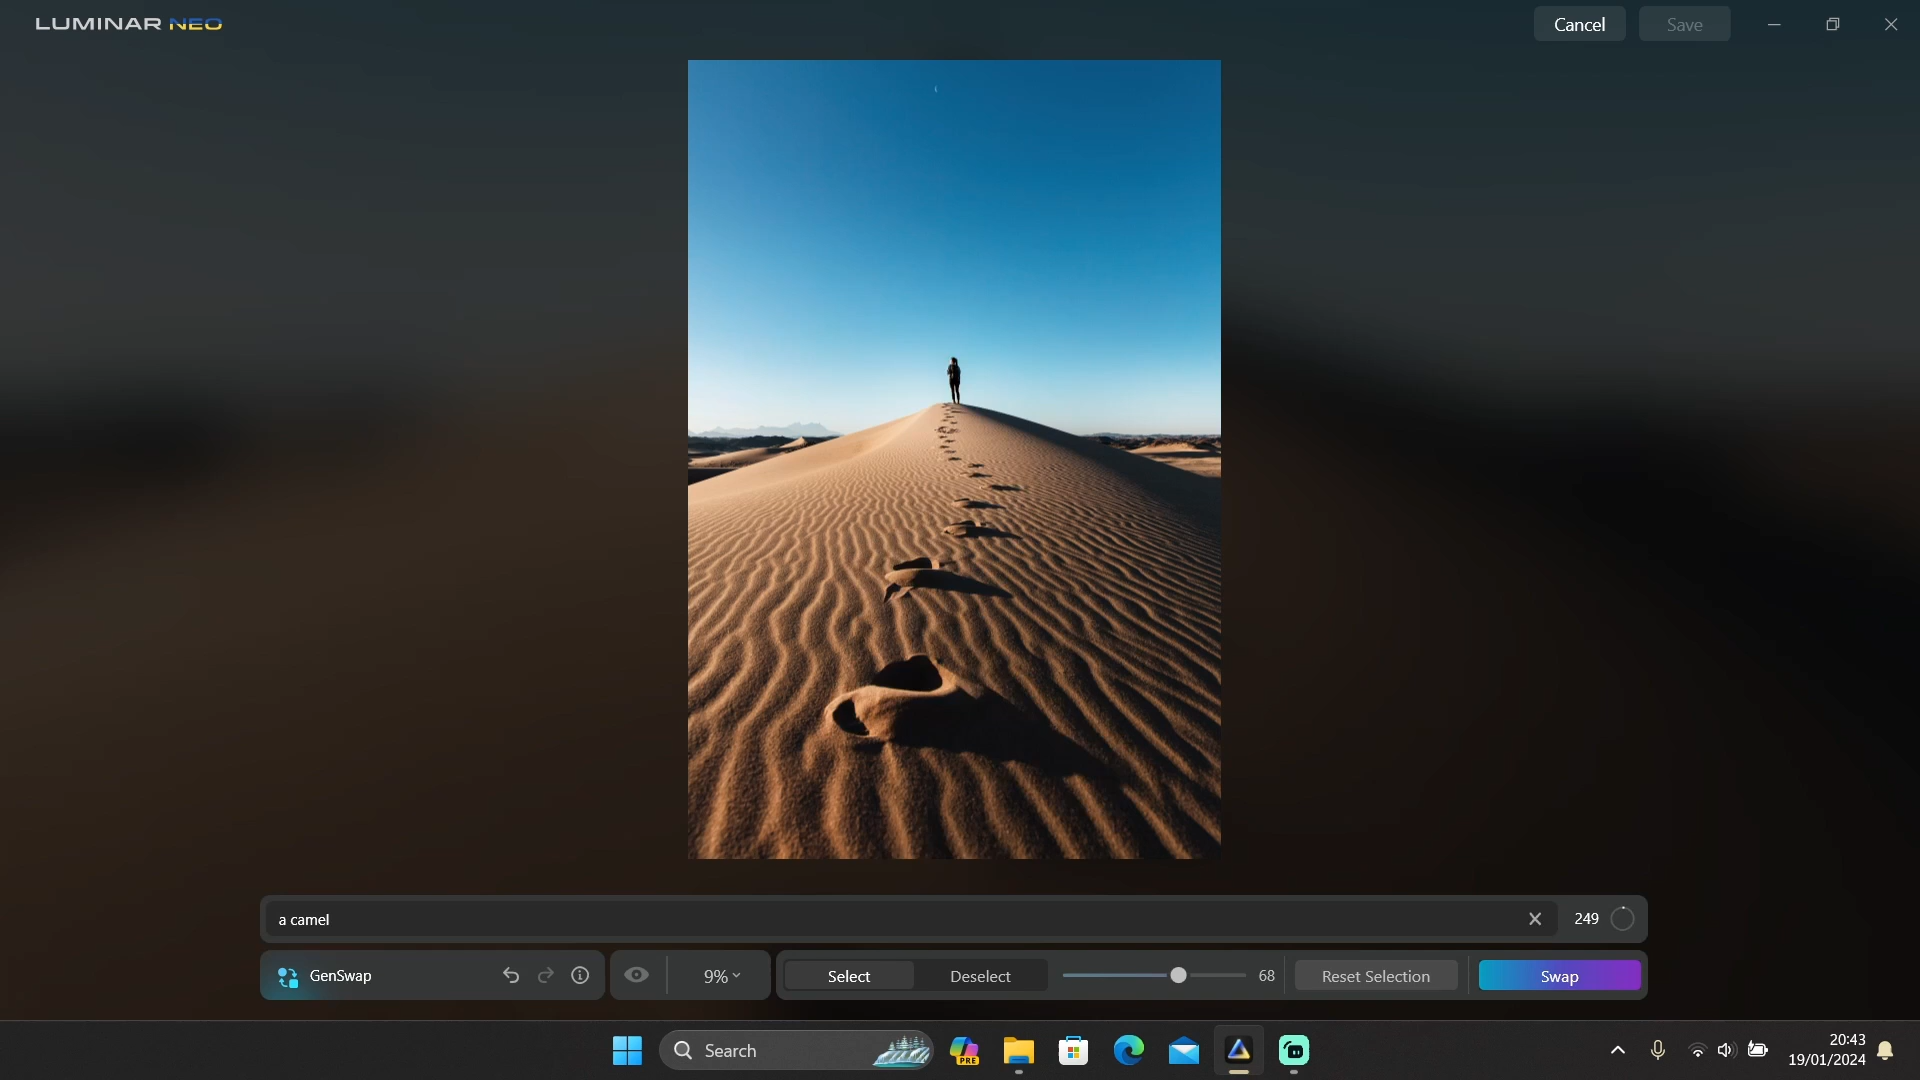 LUMINAR NEO
Cancel
Save
a camel
249
GenSwap
9%
Select
Deselect
68
Reset Selection
Swap
Search
PRE
20:43
19/01/2024